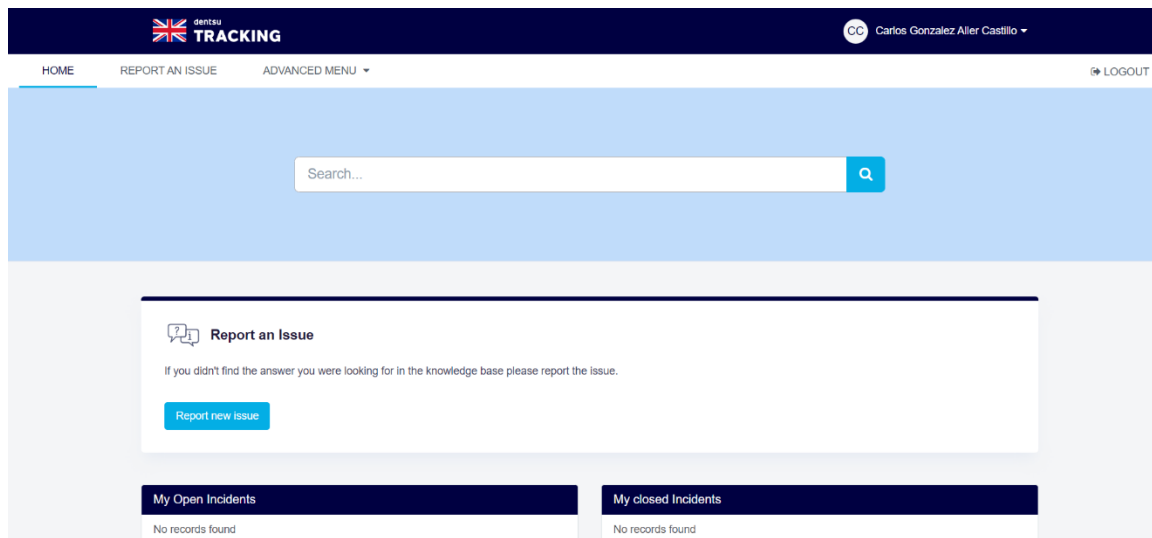 dentsu
TRACKING
CC Carlos Gonzalez Aller Castillo
HOME REPORT AN ISSUE ADVANCED MENU LOGOUT
Search...
Report an Issue
If you didn't find the answer you were looking for in the knowledge base please report the issue.
Report new issue
My Open Incidents
No records found
My closed Incidents
No records found